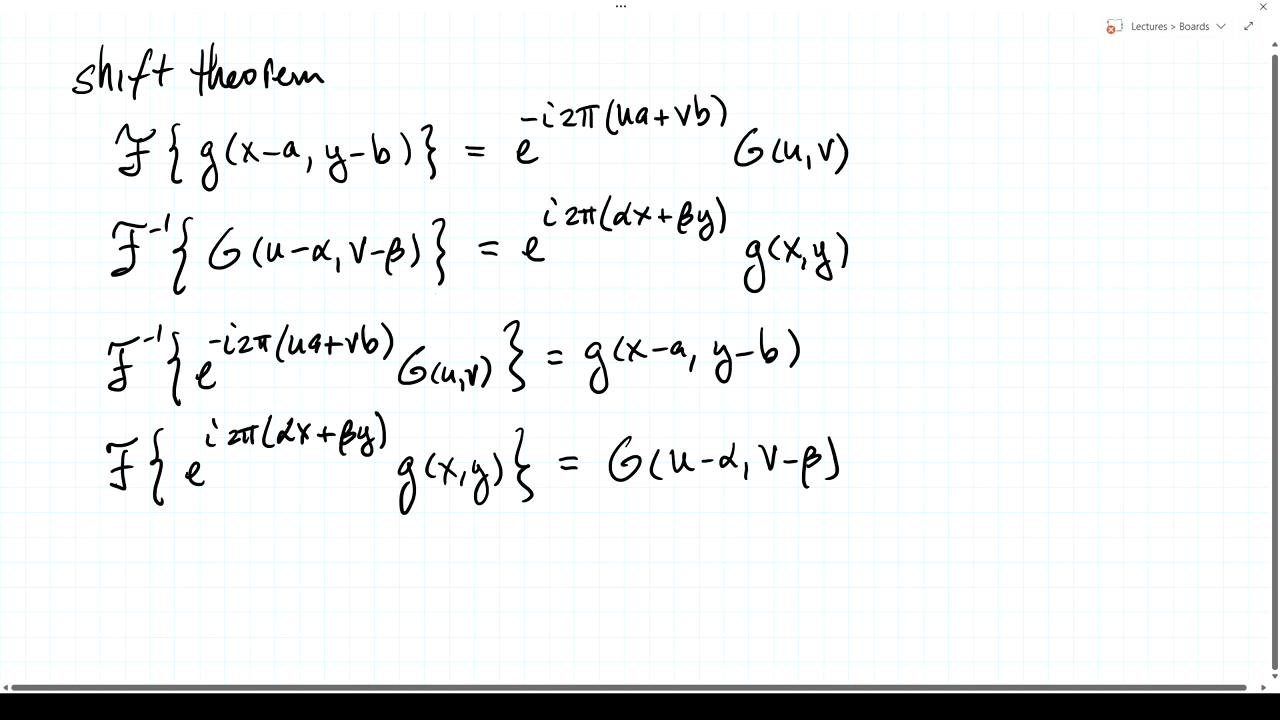 ...
Lectures > Boards
shift theorem
ℱ{g(x-a, y-b)} = e^{-i2π(ua+vb)} G(u,v)
ℱ^{-1}{G(u-α, v-β)} = e^{i2π(αx+βy)} g(x,y)
ℱ^{-1}{e^{-i2π(ua+vb)} G(u,v)} = g(x-a, y-b)
ℱ{e^{i2π(αx+βy)} g(x,y)} = G(u-α, v-β)